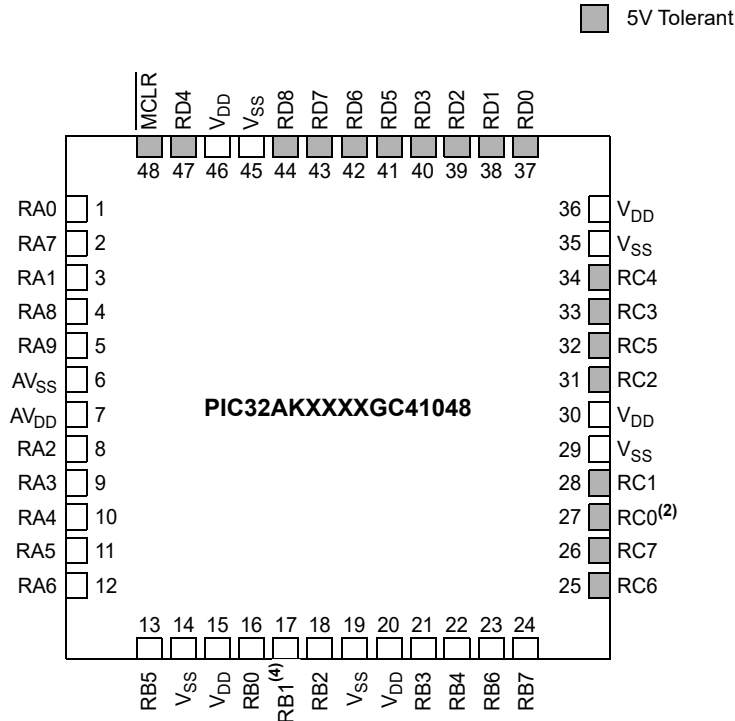 5V Tolerant
MCLR RD4 VDD VSS RD8 RD7 RD6 RD5 RD3 RD2 RD1 RD0
48 47 46 45 44 43 42 41 40 39 38 37
RA0 1
RA7 2
RA1 3
RA8 4
RA9 5
AVSS 6
AVDD 7
RA2 8
RA3 9
RA4 10
RA5 11
RA6 12
PIC32AKXXXXGC41048
36 VDD
35 VSS
34 RC4
33 RC3
32 RC5
31 RC2
30 VDD
29 VSS
28 RC1
27 RC0(2)
26 RC7
25 RC6
13 14 15 16 17 18 19 20 21 22 23 24
RB5 VSS VDD RB0 RB1(4) RB2 VSS VDD RB3 RB4 RB6 RB7